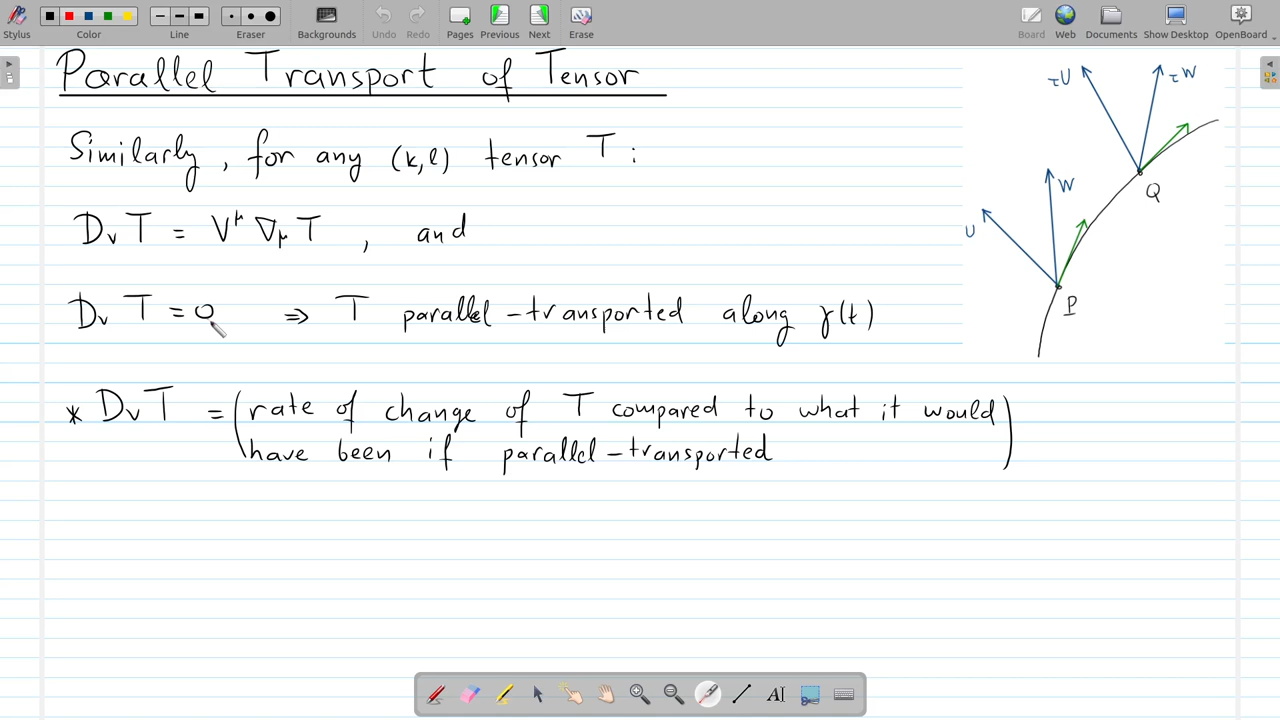 Stylus
Color
Line
Eraser
Backgrounds
Undo
Redo
Pages
Previous
Next
Erase
Board
Web
Documents
Show Desktop
OpenBoard
Parallel Transport of Tensor
Similarly, for any (k,l) tensor T :
D_V T = V^μ ∇_μ T , and
D_V T = 0 ⇒ T parallel-transported along γ(t)
* D_V T = (rate of change of T compared to what it would
have been if parallel-transported)
τU
τW
Q
W
U
P
AI